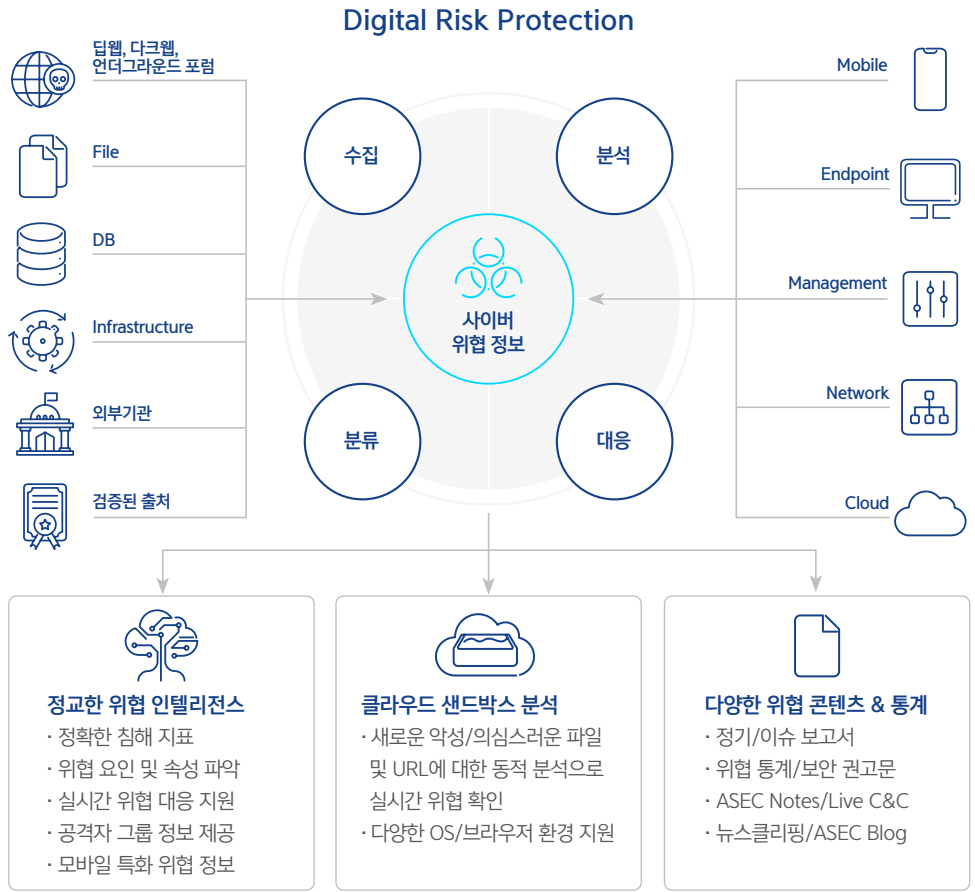 Digital Risk Protection
딥웹, 다크웹,
언더그라운드 포럼
File
DB
Infrastructure
외부기관
검증된 출처
수집
분석
사이버
위협 정보
분류
대응
Mobile
Endpoint
Management
Network
Cloud
정교한 위협 인텔리전스
· 정확한 침해 지표
· 위협 요인 및 속성 파악
· 실시간 위협 대응 지원
· 공격자 그룹 정보 제공
· 모바일 특화 위협 정보
클라우드 샌드박스 분석
· 새로운 악성/의심스러운 파일
및 URL에 대한 동적 분석으로
실시간 위협 확인
· 다양한 OS/브라우저 환경 지원
다양한 위협 콘텐츠 & 통계
· 정기/이슈 보고서
· 위협 통계/보안 권고문
· ASEC Notes/Live C&C
· 뉴스클리핑/ASEC Blog